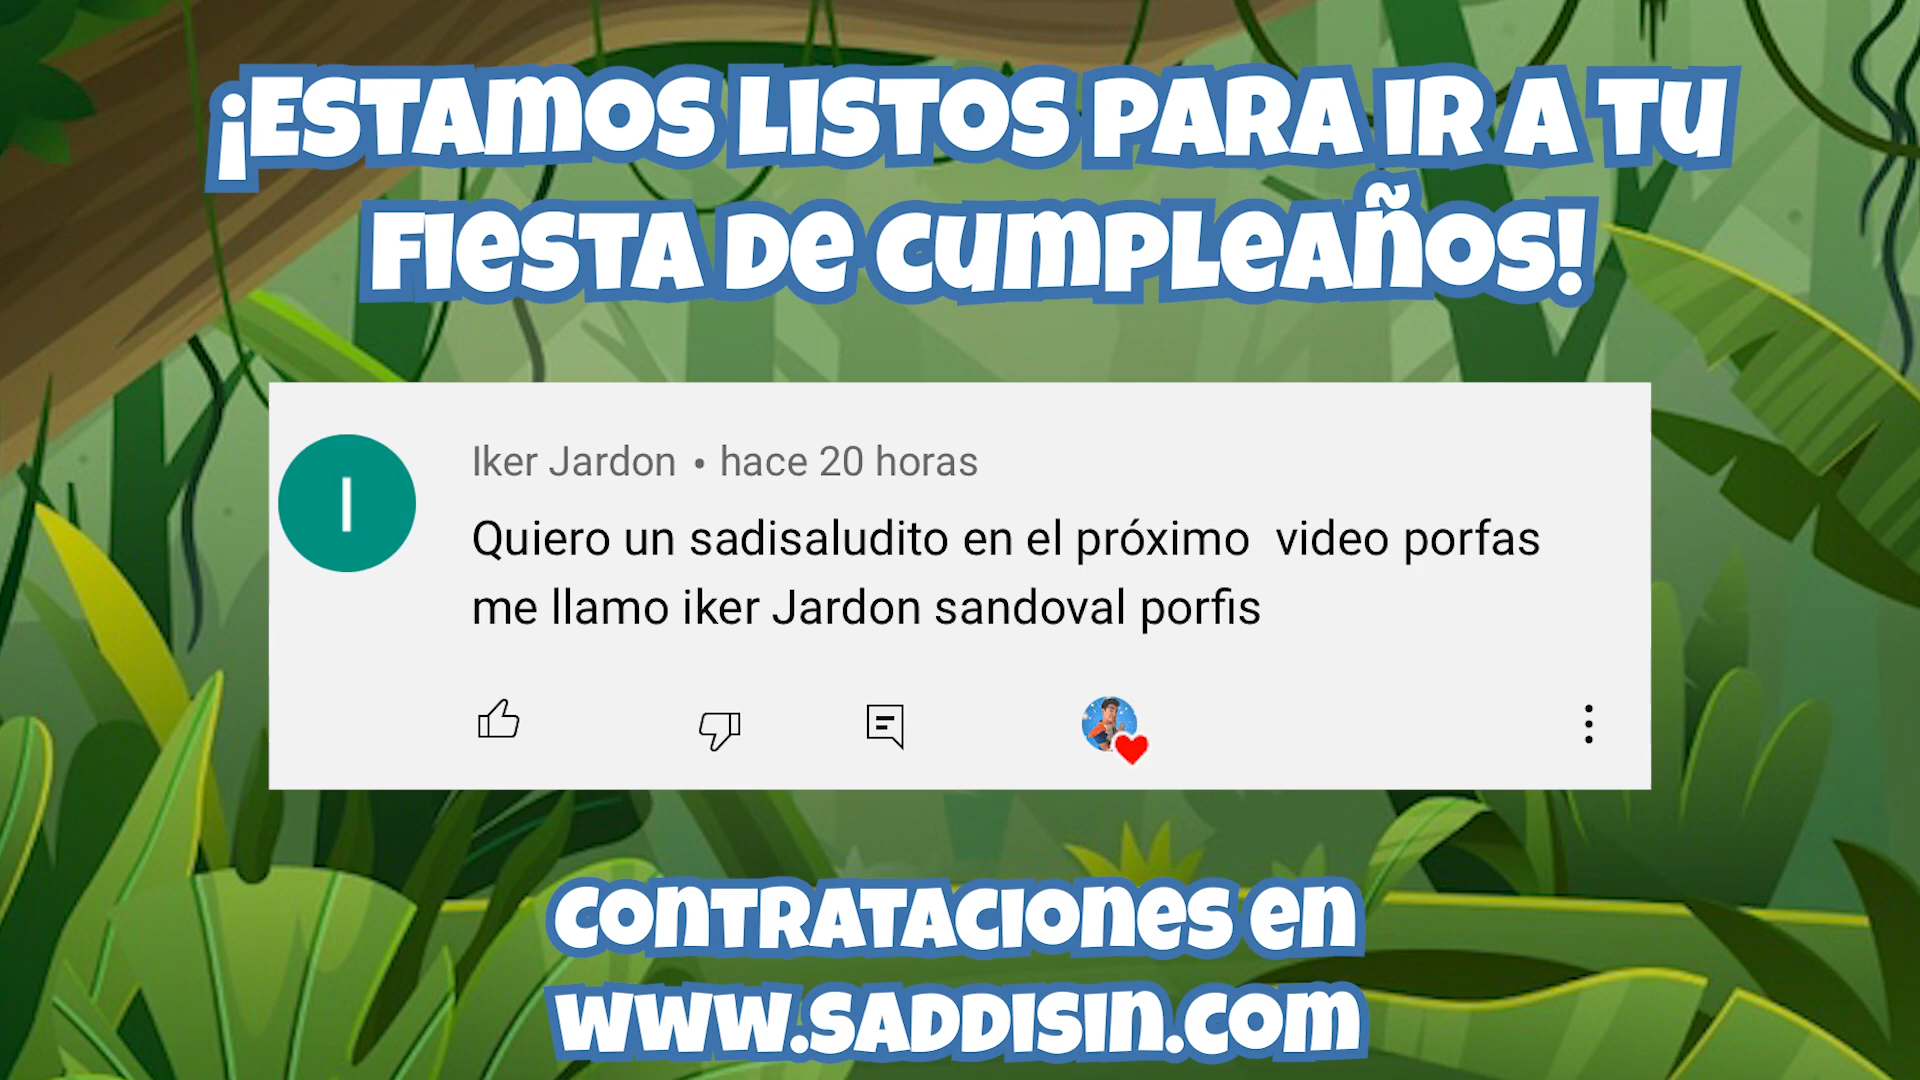 ¡ESTAMOS LISTOS PARA IR A TU
FIESTA DE CUMPLEAÑOS!
I
Iker Jardon • hace 20 horas
Quiero un sadisaludito en el próximo video porfas
me llamo iker Jardon sandoval porfis
CONTRATACIONES EN
WWW.SADDISIN.COM